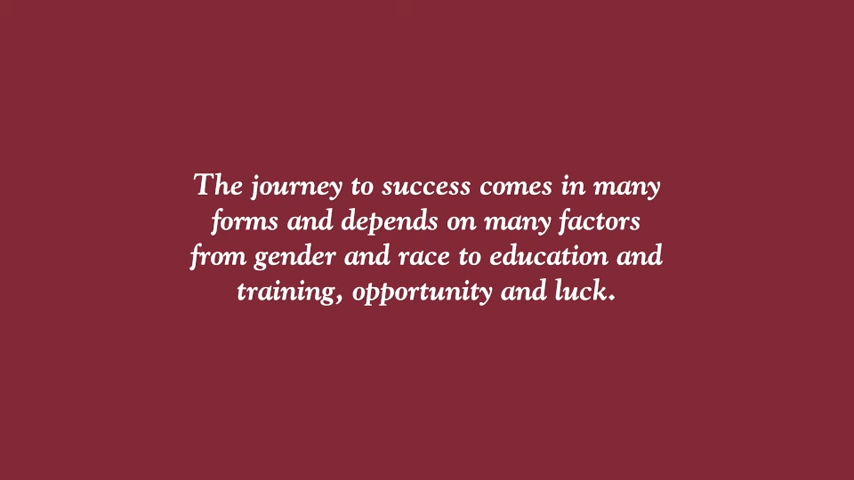 The journey to success comes in many
forms and depends on many factors
from gender and race to education and
training, opportunity and luck.